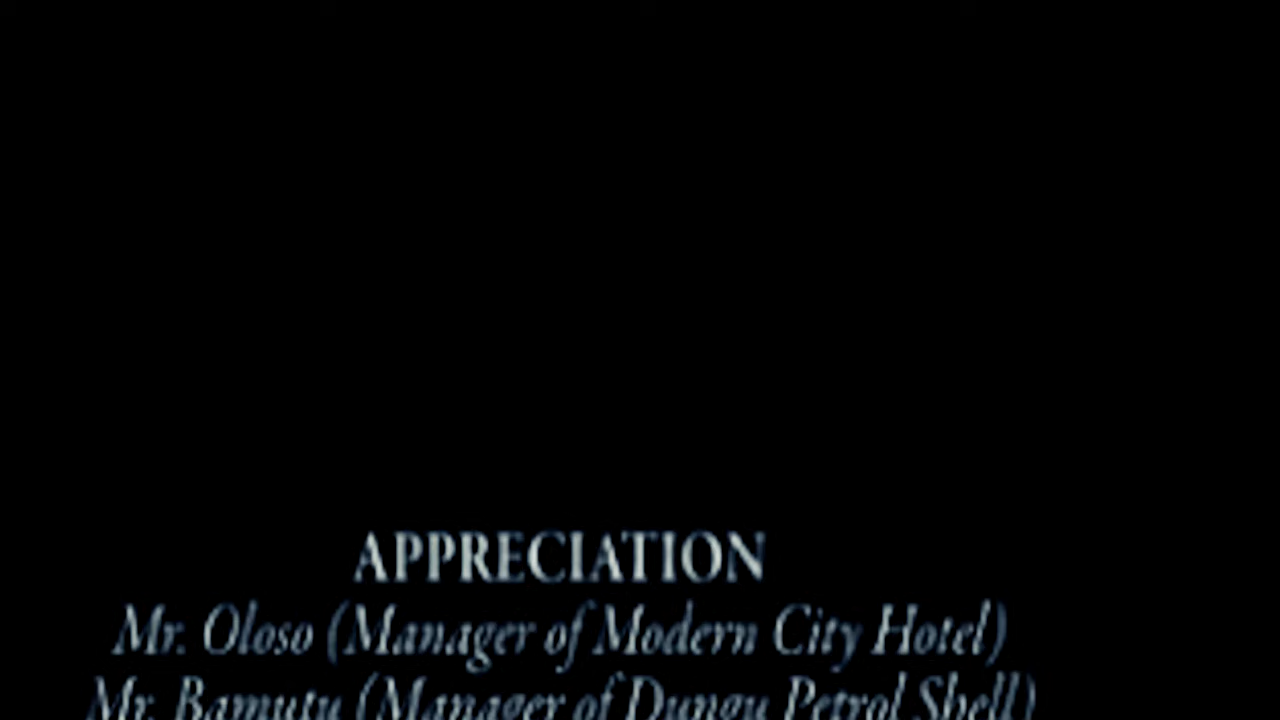 APPRECIATION
Mr. Oloso (Manager of Modern City Hotel)
Mr. Bamutu (Manager of Dungu Petrol Shell)